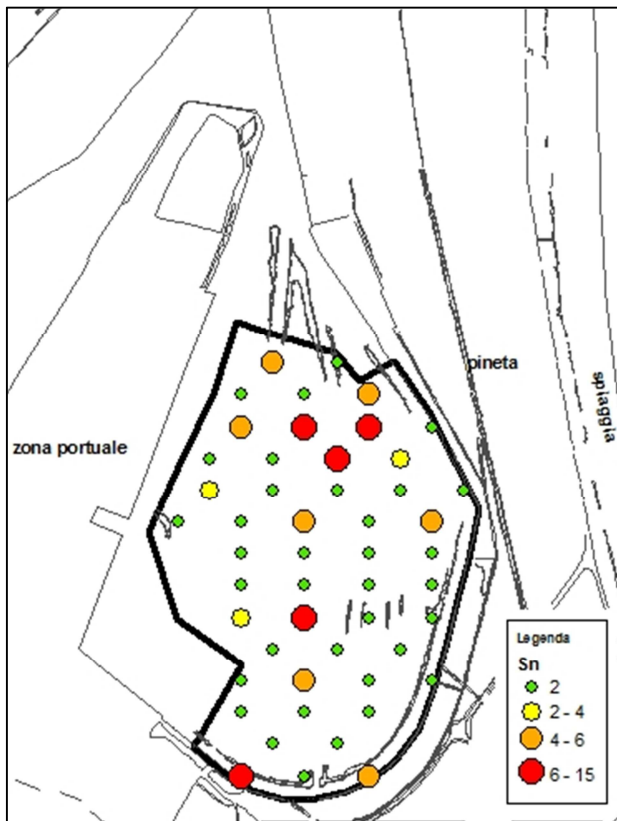 pineta
spiaggia
zona portuale
Legenda
Sn
2
2 - 4
4 - 6
6 - 15